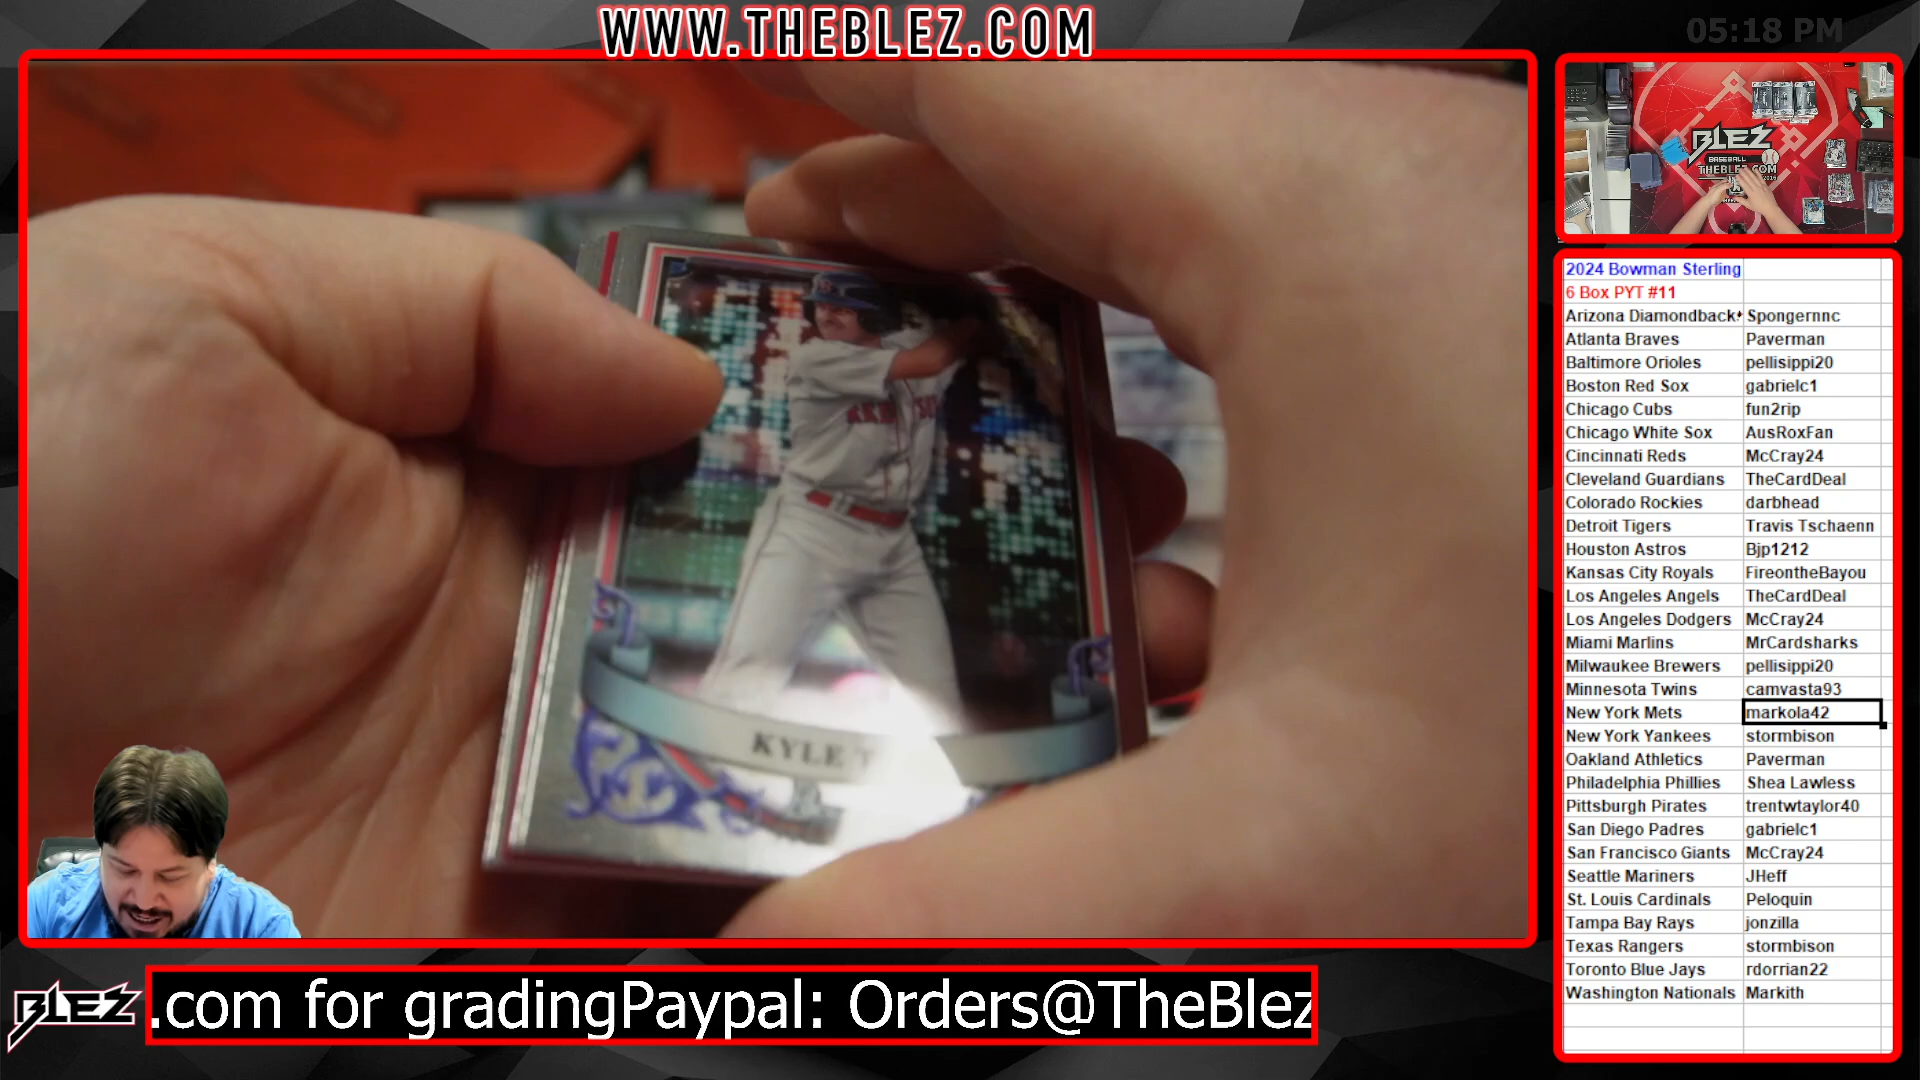 WWW.THEBLEZ.COM
05:18 PM
BLEZ
BASEBALL
THEBLEZ.COM
KYLE T
2024 Bowman Sterling
6 Box PYT #11
Arizona Diamondback Spongernnc
Atlanta Braves Paverman
Baltimore Orioles pellisippi20
Boston Red Sox gabrielc1
Chicago Cubs fun2rip
Chicago White Sox AusRoxFan
Cincinnati Reds McCray24
Cleveland Guardians TheCardDeal
Colorado Rockies darbhead
Detroit Tigers Travis Tschaenn
Houston Astros Bjp1212
Kansas City Royals FireontheBayou
Los Angeles Angels TheCardDeal
Los Angeles Dodgers McCray24
Miami Marlins MrCardsharks
Milwaukee Brewers pellisippi20
Minnesota Twins camvasta93
New York Mets markola42
New York Yankees stormbison
Oakland Athletics Paverman
Philadelphia Phillies Shea Lawless
Pittsburgh Pirates trentwtaylor40
San Diego Padres gabrielc1
San Francisco Giants McCray24
Seattle Mariners JHeff
St. Louis Cardinals Peloquin
Tampa Bay Rays jonzilla
Texas Rangers stormbison
Toronto Blue Jays rdorrian22
Washington Nationals Markith
BLEZ
.com for gradingPaypal: Orders@TheBlez